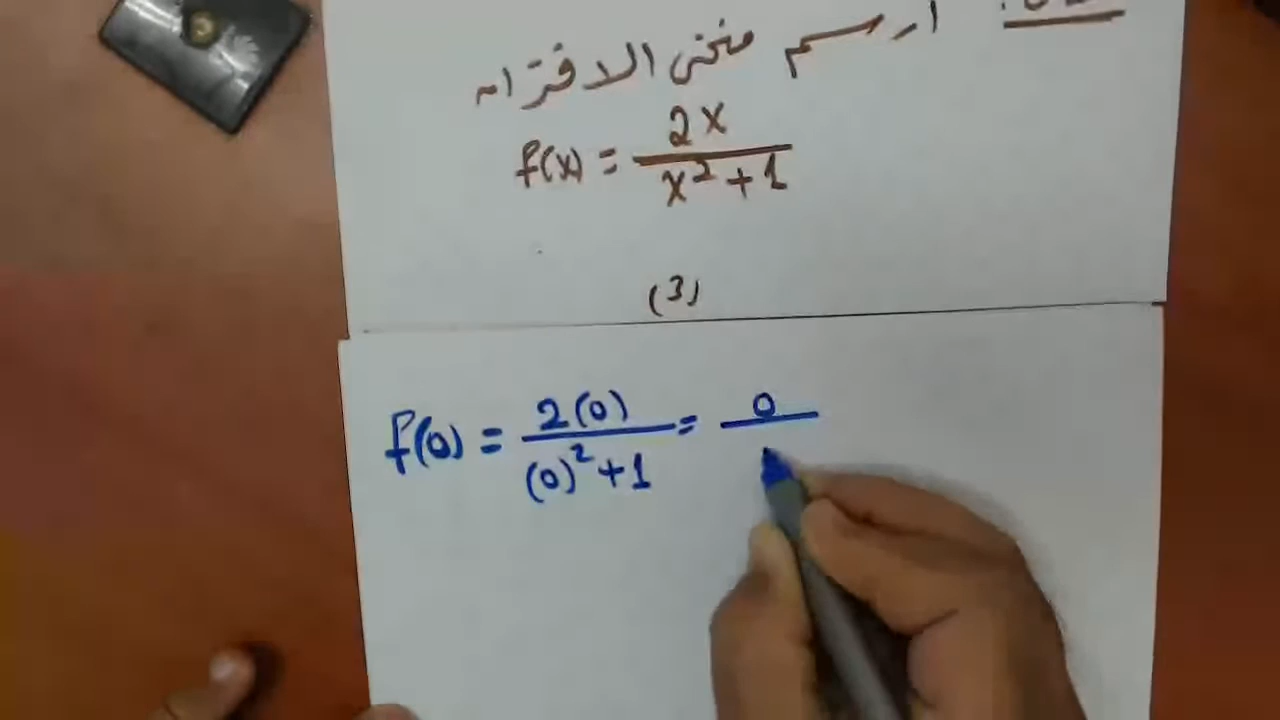 ارسم منحنى الاقتران
f(x) = 2x / x² + 1
(3)
f(0) = 2(0) / (0)² + 1 = 0 /